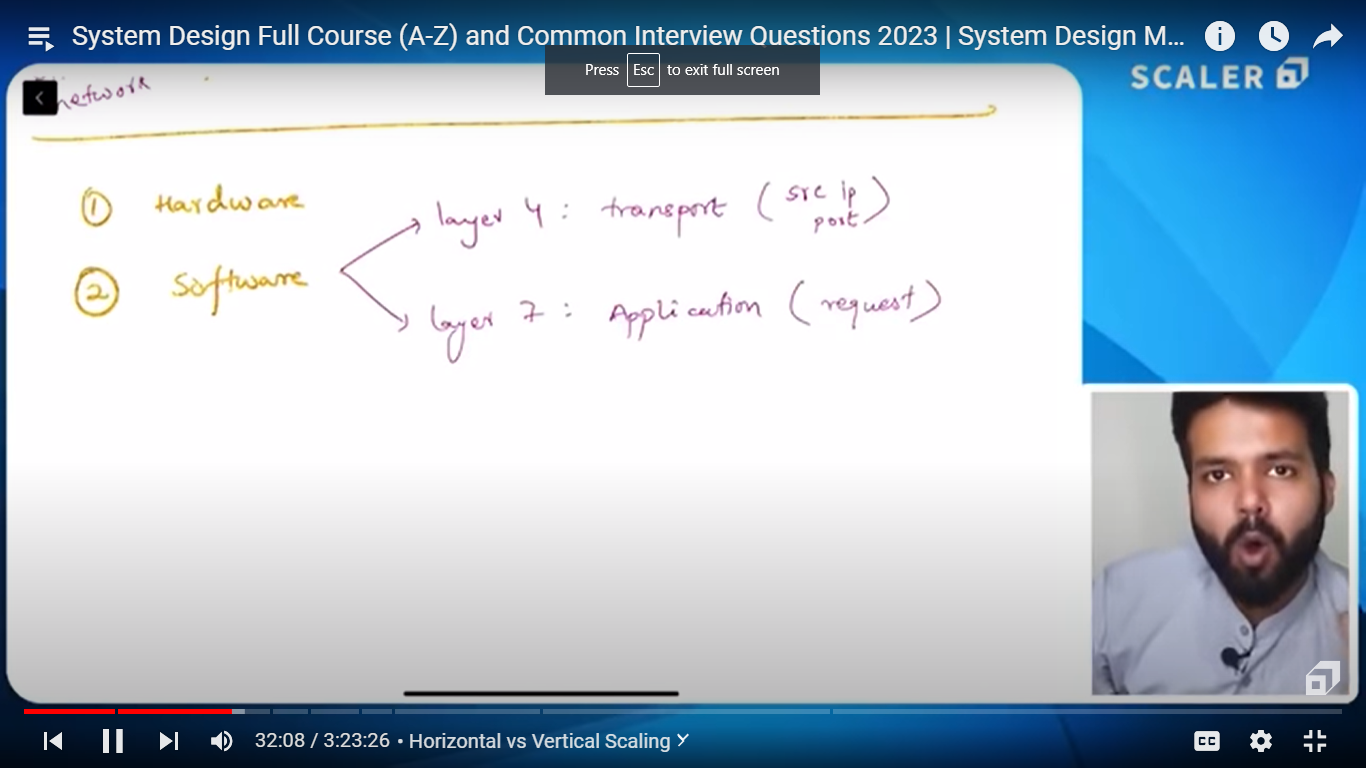 System Design Full Course (A-Z) and Common Interview Questions 2023 | System Design M...
Press Esc to exit full screen
SCALER
network
1 Hardware
layer 4 : transport (src ip
port)
2 Software
layer 7 : Application (request)
32:08 / 3:23:26 • Horizontal vs Vertical Scaling
CC